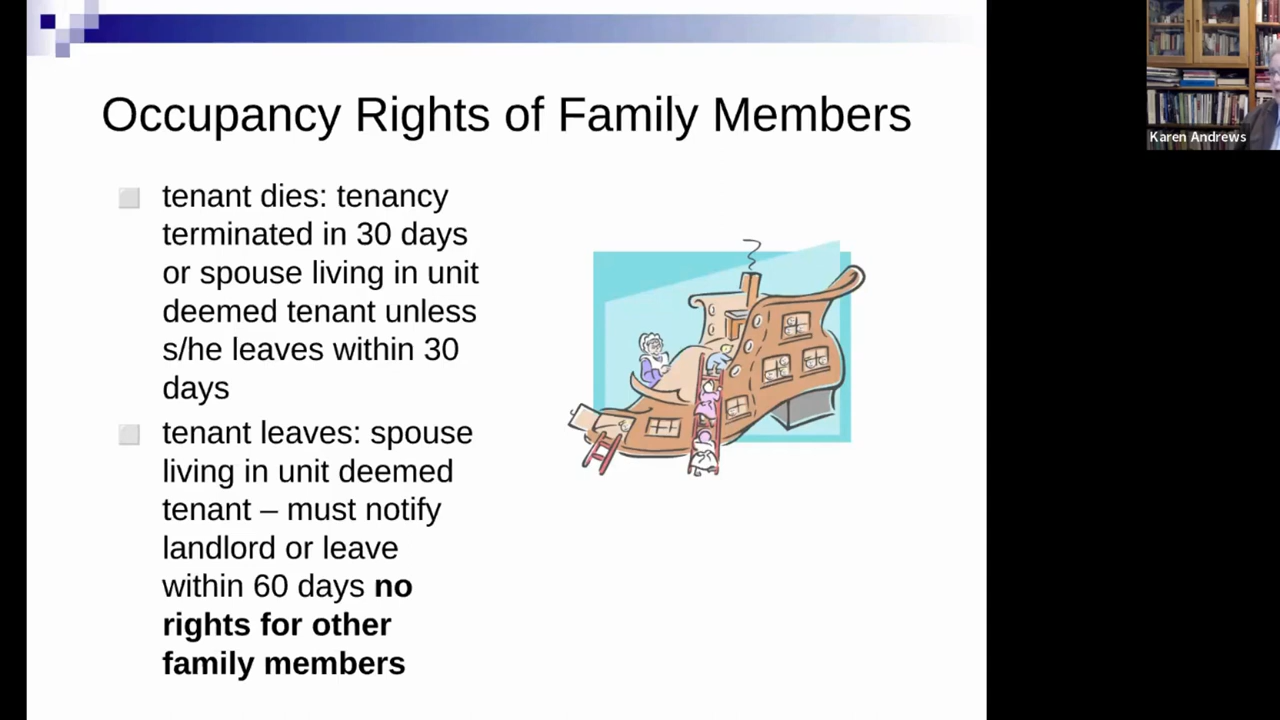 Occupancy Rights of Family Members
tenant dies: tenancy
terminated in 30 days
or spouse living in unit
deemed tenant unless
s/he leaves within 30
days
tenant leaves: spouse
living in unit deemed
tenant – must notify
landlord or leave
within 60 days no
rights for other
family members
Karen Andrews